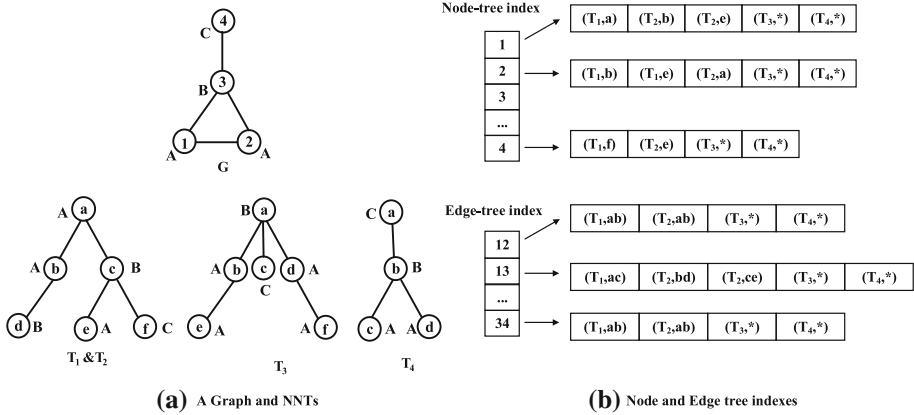 4
C
3
B
1
2
A
A
G
a
A
b
A
c
B
d
B
e
A
f
C
T1 &T2
B
a
A
b
c
C
d
A
e
A
A
f
T3
C
a
b
B
c
A
A
d
T4
(a) A Graph and NNTs
Node-tree index
1
2
3
...
4
(T1,a) (T2,b) (T2,e) (T3,*) (T4,*)
(T1,b) (T1,e) (T2,a) (T3,*) (T4,*)
(T1,f) (T2,e) (T3,*) (T4,*)
Edge-tree index
12
13
...
34
(T1,ab) (T2,ab) (T3,*) (T4,*)
(T1,ac) (T2,bd) (T2,ce) (T3,*) (T4,*)
(T1,ab) (T2,ab) (T3,*) (T4,*)
(b) Node and Edge tree indexes